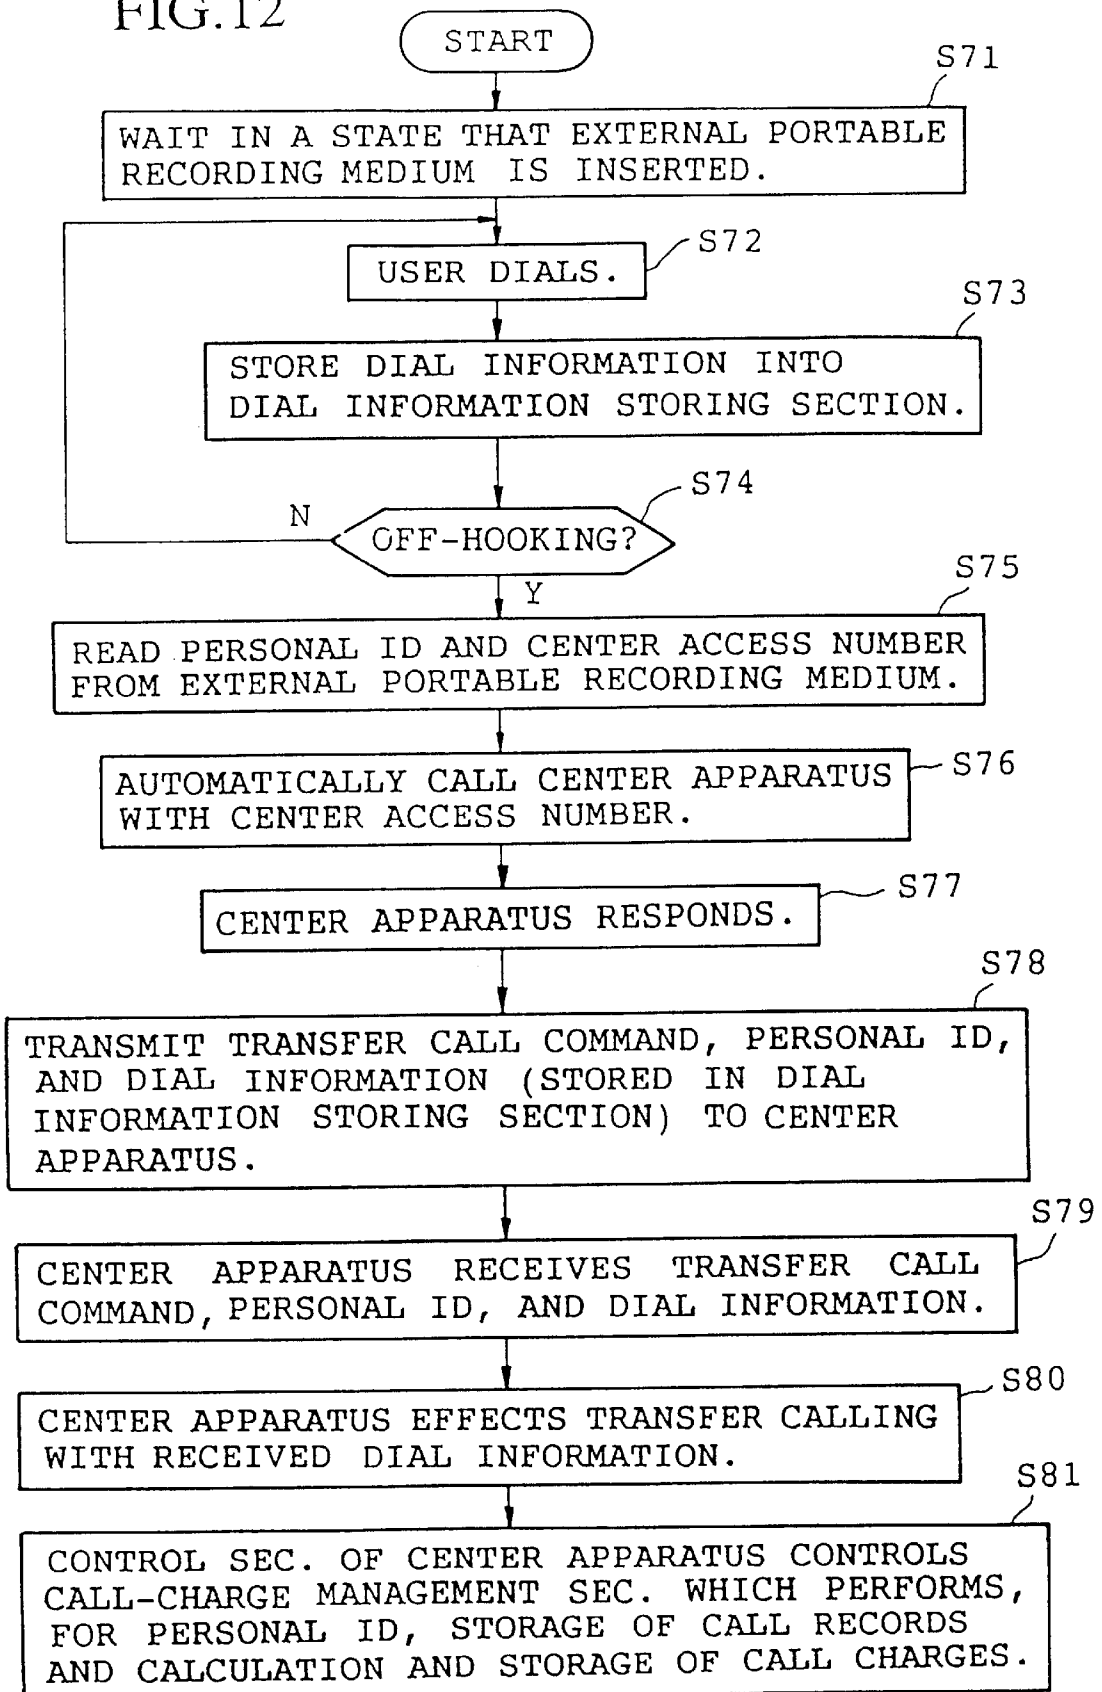 FIG.12
START
S71
WAIT IN A STATE THAT EXTERNAL PORTABLE
RECORDING MEDIUM IS INSERTED.
S72
USER DIALS.
S73
STORE DIAL INFORMATION INTO
DIAL INFORMATION STORING SECTION.
S74
N
OFF-HOOKING?
Y
S75
READ PERSONAL ID AND CENTER ACCESS NUMBER
FROM EXTERNAL PORTABLE RECORDING MEDIUM.
S76
AUTOMATICALLY CALL CENTER APPARATUS
WITH CENTER ACCESS NUMBER.
S77
CENTER APPARATUS RESPONDS.
S78
TRANSMIT TRANSFER CALL COMMAND, PERSONAL ID,
AND DIAL INFORMATION (STORED IN DIAL
INFORMATION STORING SECTION) TO CENTER
APPARATUS.
S79
CENTER APPARATUS RECEIVES TRANSFER CALL
COMMAND, PERSONAL ID, AND DIAL INFORMATION.
S80
CENTER APPARATUS EFFECTS TRANSFER CALLING
WITH RECEIVED DIAL INFORMATION.
S81
CONTROL SEC. OF CENTER APPARATUS CONTROLS
CALL-CHARGE MANAGEMENT SEC. WHICH PERFORMS,
FOR PERSONAL ID, STORAGE OF CALL RECORDS
AND CALCULATION AND STORAGE OF CALL CHARGES.